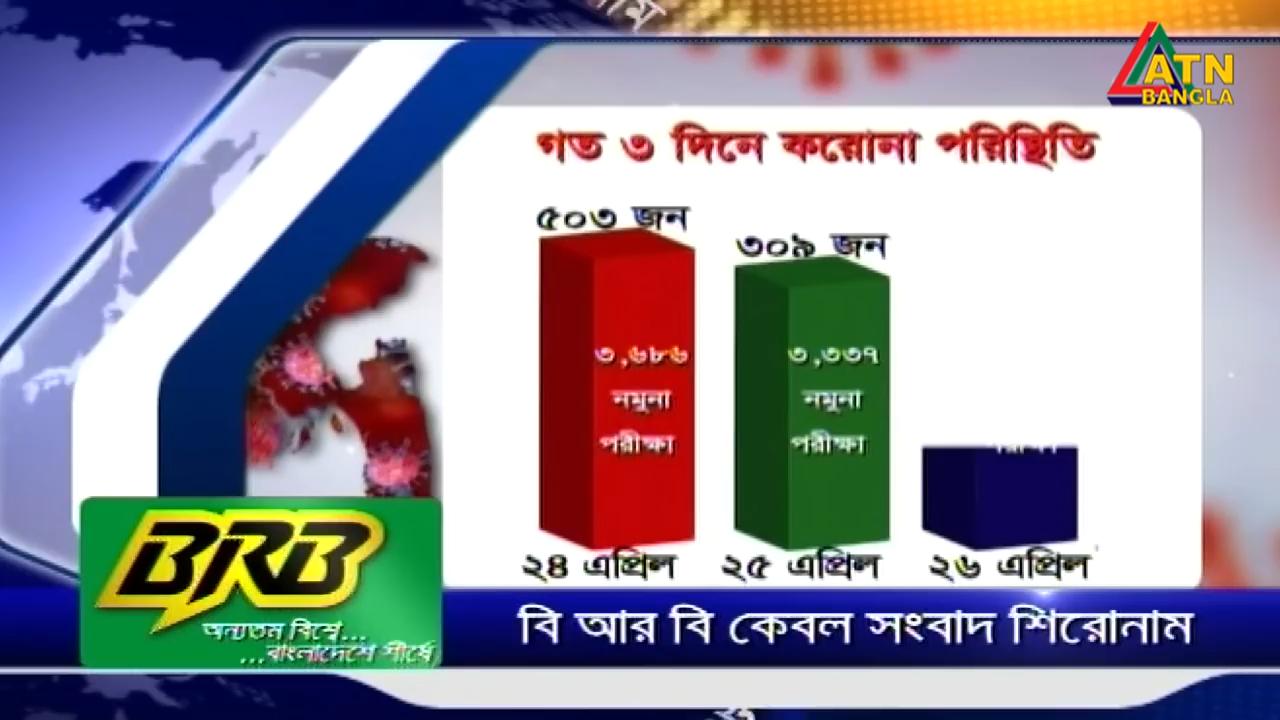 ATN
BANGLA
গত ৩ দিনে করোনা পরিস্থিতি
৫০৩ জন
৩০৯ জন
৩,৬৮৬
নমুনা
পরীক্ষা
৩,৩৩৭
নমুনা
পরীক্ষা
২৪ এপ্রিল
২৫ এপ্রিল
২৬ এপ্রিল
BRB
অন্যতম বিশ্বে...
...বাংলাদেশে শীর্ষে
বি আর বি কেবল সংবাদ শিরোনাম